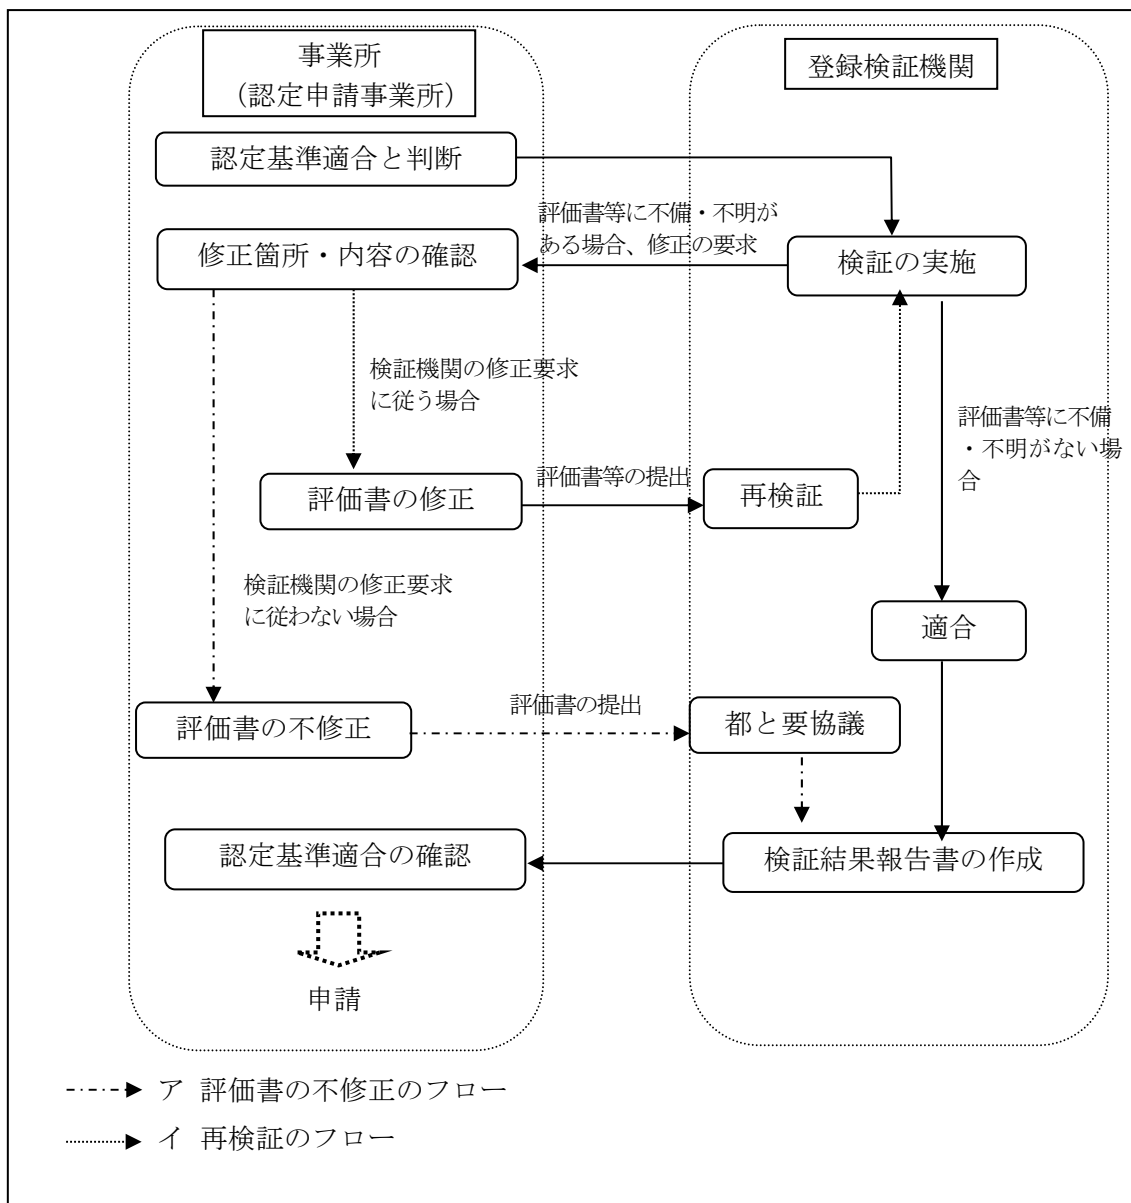 事業所
（認定申請事業所）
登録検証機関
認定基準適合と判断
評価書等に不備・不明が
ある場合、修正の要求
修正箇所・内容の確認
検証の実施
検証機関の修正要求
に従う場合
評価書等に不備
・不明がない場
合
評価書の修正
評価書等の提出
再検証
検証機関の修正要求
に従わない場合
適合
評価書の不修正
評価書の提出
都と要協議
認定基準適合の確認
検証結果報告書の作成
申請
ア 評価書の不修正のフロー
イ 再検証のフロー